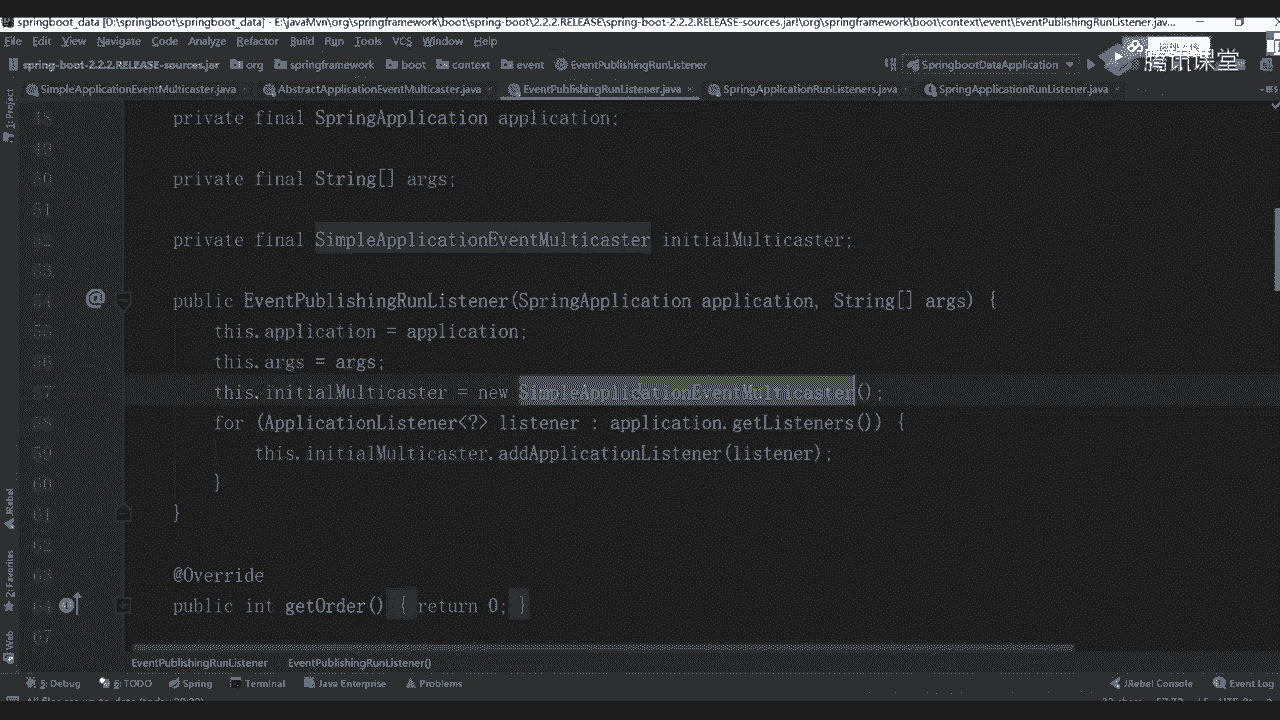 springboot_data [D:\springboot\springboot_data] - E:\javaMvn\org\springframework\boot\spring-boot\2.2.2.RELEASE\spring-boot-2.2.2.RELEASE-sources.jar!\org\springframework\boot\context\event\EventPublishingRunListener.jav...
File Edit View Navigate Code Analyze Refactor Build Run Tools VCS Window Help
spring-boot-2.2.2.RELEASE-sources.jar org springframework boot context event EventPublishingRunListener SpringbootDataApplication 腾讯课堂
SimpleApplicationEventMulticaster.java AbstractApplicationEventMulticaster.java EventPublishingRunListener.java SpringApplicationRunListeners.java SpringApplicationRunListener.java
1: Project
48 private final SpringApplication application;
49
50 private final String[] args;
51
52 private final SimpleApplicationEventMulticaster initialMulticaster;
53
54 @ public EventPublishingRunListener(SpringApplication application, String[] args) {
55 this.application = application;
56 this.args = args;
57 this.initialMulticaster = new SimpleApplicationEventMulticaster();
58 for (ApplicationListener<?> listener : application.getListeners()) {
59 this.initialMulticaster.addApplicationListener(listener);
60 }
61 }
62
63 @Override
64 public int getOrder() { return 0; }
67
JRebel
2: Favorites
Web
EventPublishingRunListener EventPublishingRunListener()
5: Debug 6: TODO Spring Terminal Java Enterprise Problems JRebel Console Event Log